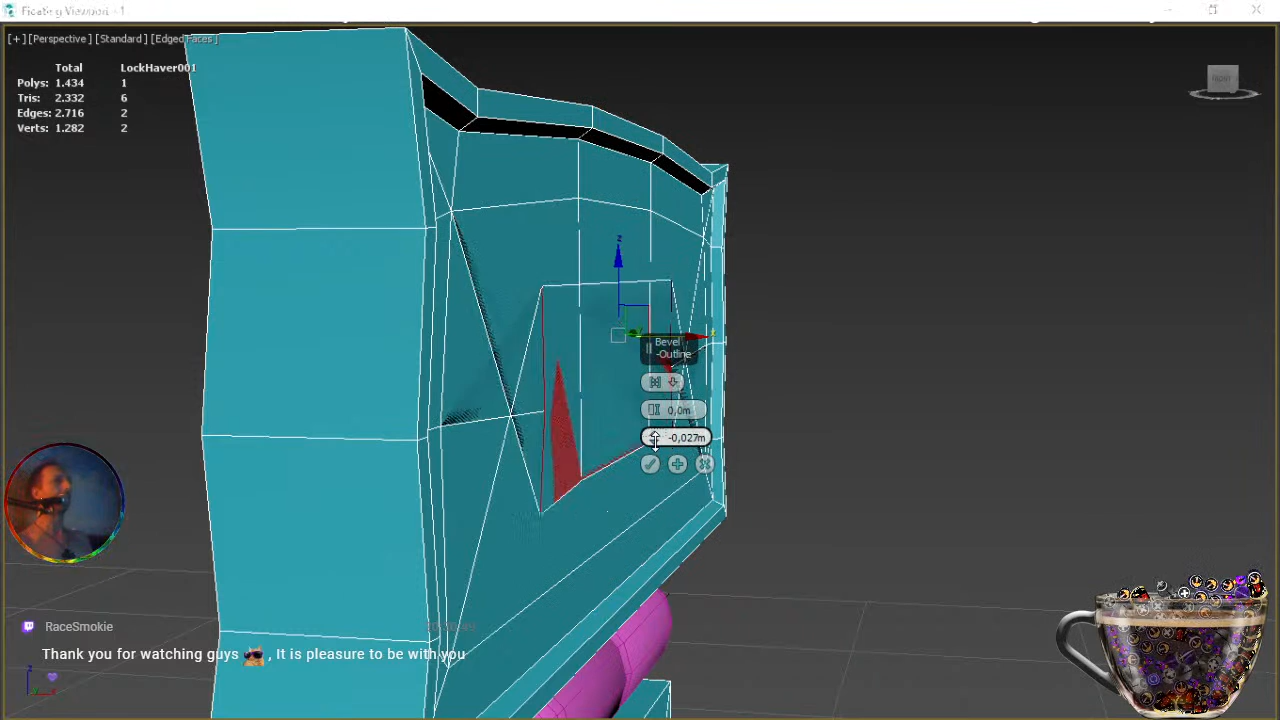 Floating Viewport - 1
[+] [Perspective] [Standard] [Edged Faces]
Total LockHaver001
Polys: 1.434 1
Tris: 2.332 6
Edges: 2.716 2
Verts: 1.282 2
z
Bevel
-Outline
0,0m
-0,027m
RaceSmokie
Thank you for watching guys , It is pleasure to be with you
z